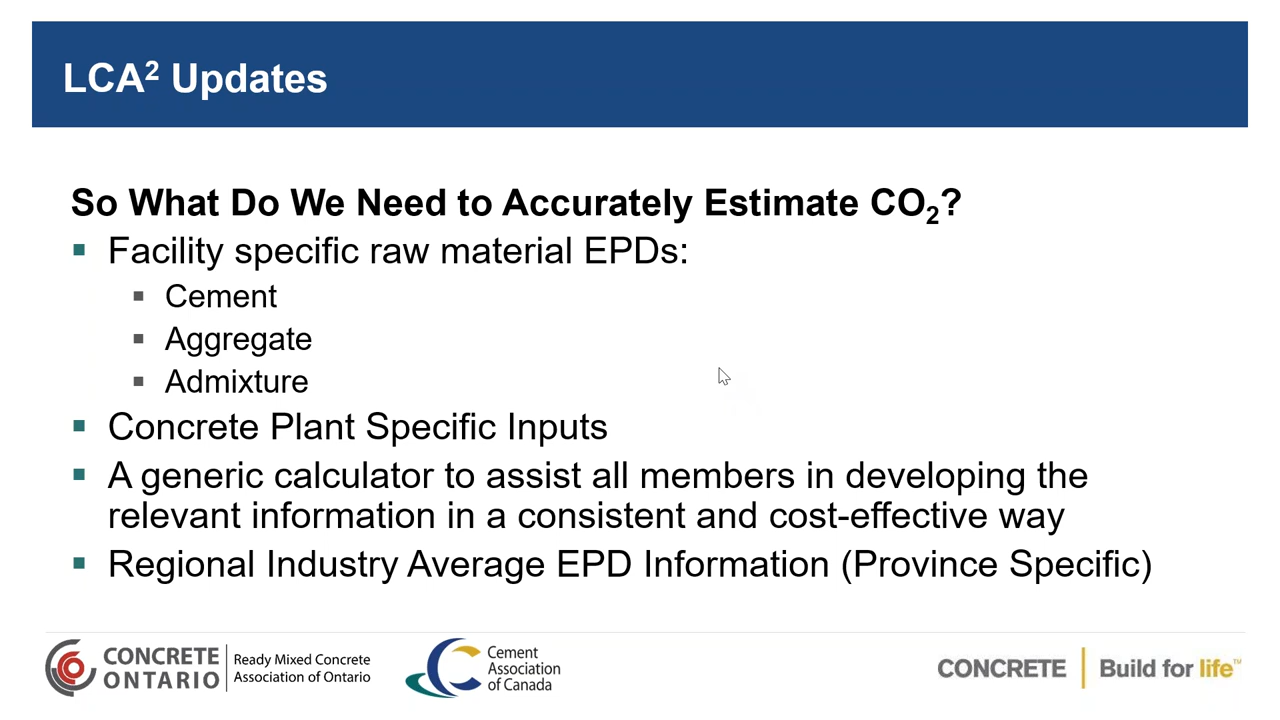 LCA² Updates
So What Do We Need to Accurately Estimate CO₂?
▪ Facility specific raw material EPDs:
▪ Cement
▪ Aggregate
▪ Admixture
▪ Concrete Plant Specific Inputs
▪ A generic calculator to assist all members in developing the
relevant information in a consistent and cost-effective way
▪ Regional Industry Average EPD Information (Province Specific)
CONCRETE
ONTARIO
Ready Mixed Concrete
Association of Ontario
Cement
Association
of Canada
CONCRETE | Build for life™